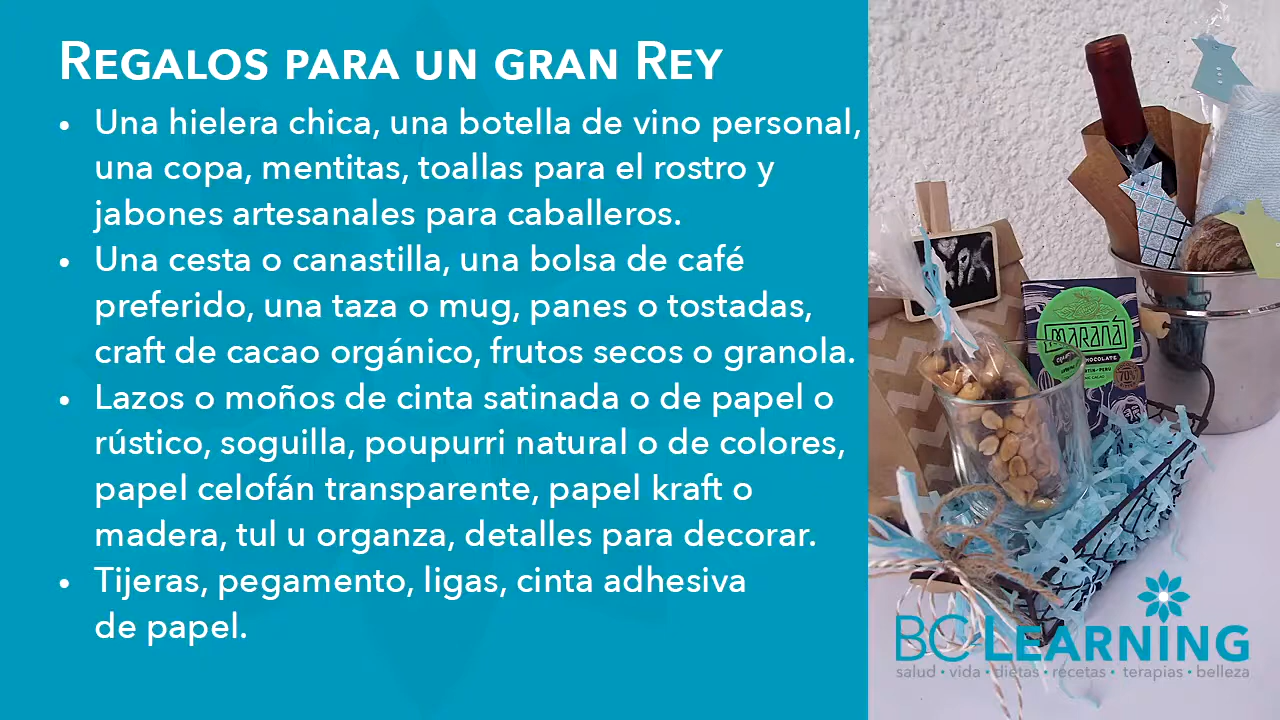 REGALOS PARA UN GRAN REY
• Una hielera chica, una botella de vino personal,
una copa, mentitas, toallas para el rostro y
jabones artesanales para caballeros.
• Una cesta o canastilla, una bolsa de café
preferido, una taza o mug, panes o tostadas,
craft de cacao orgánico, frutos secos o granola.
• Lazos o moños de cinta satinada o de papel o
rústico, soguilla, poupurri natural o de colores,
papel celofán transparente, papel kraft o
madera, tul u organza, detalles para decorar.
• Tijeras, pegamento, ligas, cinta adhesiva
de papel.
MARANÁ
CHOCOLATE
70%
BC-LEARNING
salud • vida • dietas • recetas • terapias • belleza